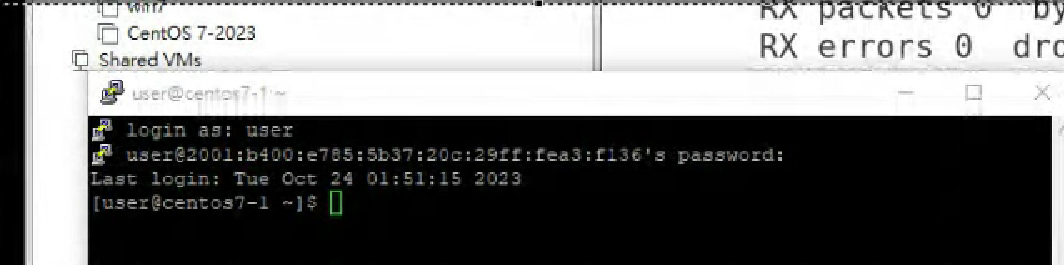 wifi7
CentOS 7-2023
Shared VMs
RX packets 0 by
RX errors 0 dro
user@centos7-1:~
login as: user
user@2001:b400:e785:5b37:20c:29ff:fea3:f136's password:
Last login: Tue Oct 24 01:51:15 2023
[user@centos7-1 ~]$